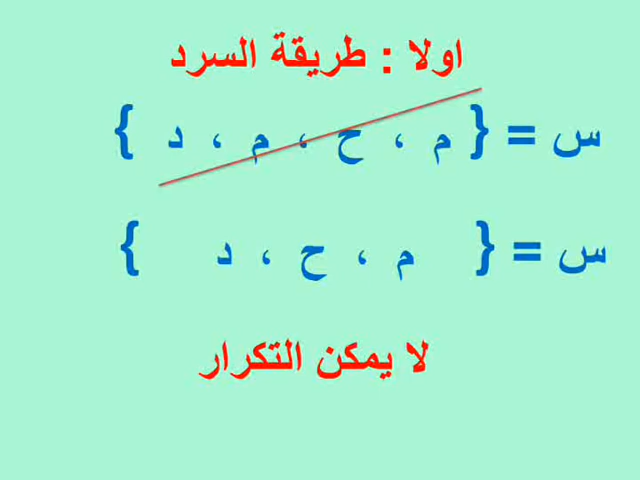 اولا : طريقة السرد
س = { م ، ح ، م ، د }
س = { م ، ح ، د }
لا يمكن التكرار